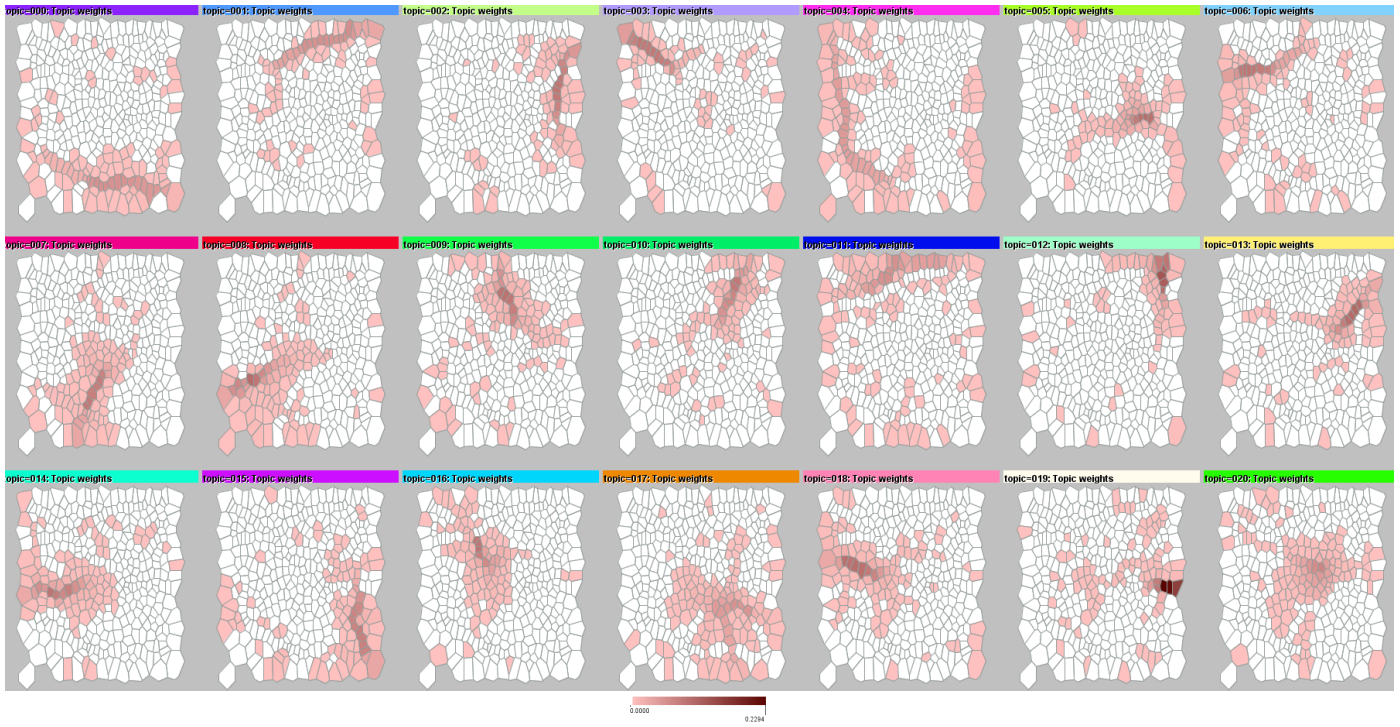 topic=000: Topic weights
topic=001: Topic weights
topic=002: Topic weights
topic=003: Topic weights
topic=004: Topic weights
topic=005: Topic weights
topic=006: Topic weights
topic=007: Topic weights
topic=008: Topic weights
topic=009: Topic weights
topic=010: Topic weights
topic=011: Topic weights
topic=012: Topic weights
topic=013: Topic weights
topic=014: Topic weights
topic=015: Topic weights
topic=016: Topic weights
topic=017: Topic weights
topic=018: Topic weights
topic=019: Topic weights
topic=020: Topic weights
0.0000
0.2294